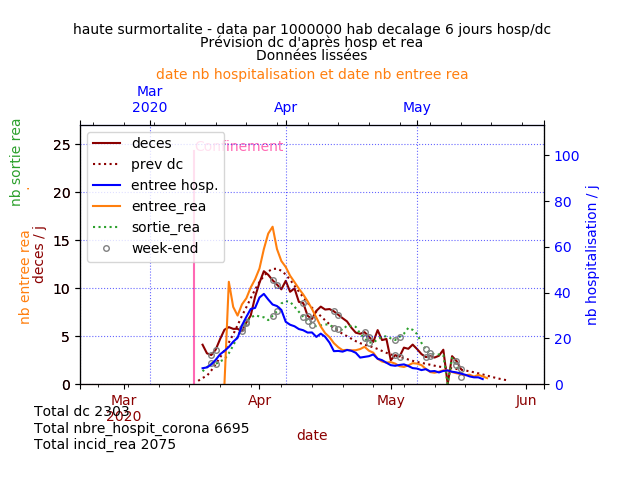 haute surmortalite - data par 1000000 hab decalage 6 jours hosp/dc
Prévision dc d'après hosp et rea
Données lissées
date nb hospitalisation et date nb entree rea
Mar
2020
Apr
May
Confinement
deces
prev dc
entree hosp.
entree_rea
sortie_rea
week-end
nb sortie rea
.
nb entree rea
deces / j
nb hospitalisation / j
25
20
15
10
5
0
100
80
60
40
20
0
Mar
2020
Apr
May
Jun
date
Total dc 2303
Total nbre_hospit_corona 6695
Total incid_rea 2075